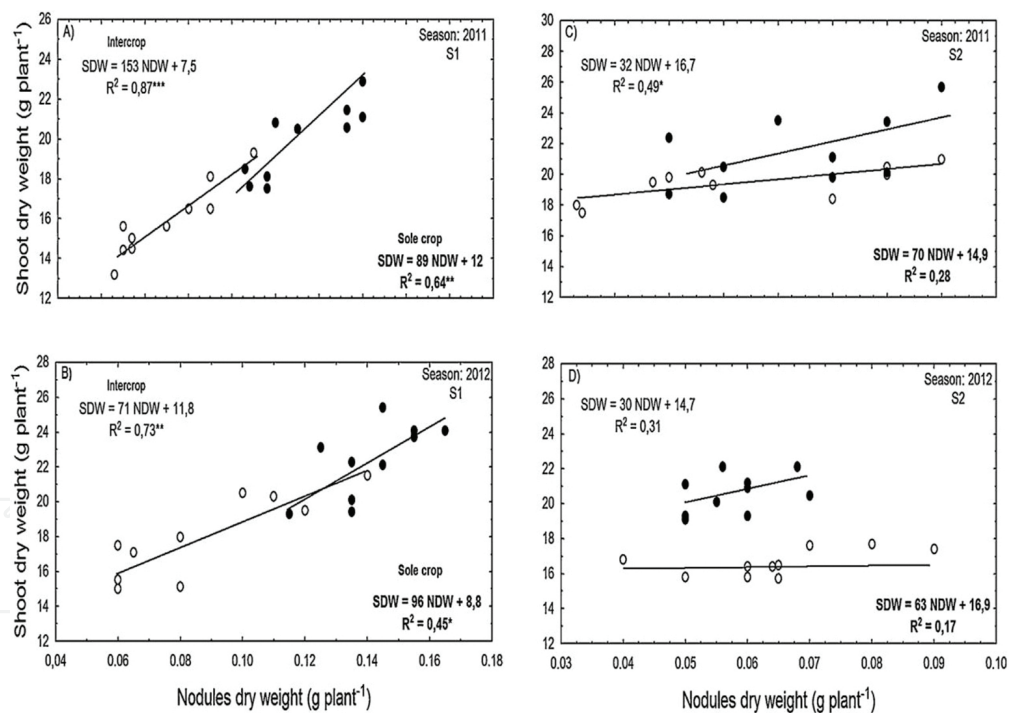 A)
Season: 2011
S1
Intercrop
SDW = 153 NDW + 7,5
R² = 0,87***
Sole crop
SDW = 89 NDW + 12
R² = 0,64**
Shoot dry weight (g plant⁻¹)
26
24
22
20
18
16
14
12
C)
Season: 2011
S2
SDW = 32 NDW + 16,7
R² = 0,49*
SDW = 70 NDW + 14,9
R² = 0,28
30
28
26
24
22
20
18
16
14
12
B)
Season: 2012
S1
Intercrop
SDW = 71 NDW + 11,8
R² = 0,73**
Sole crop
SDW = 96 NDW + 8,8
R² = 0,45*
Shoot dry weight (g plant⁻¹)
28
26
24
22
20
18
16
14
12
0,04 0,06 0,08 0,10 0,12 0,14 0,16 0,18
Nodules dry weight (g plant⁻¹)
D)
Season: 2012
S2
SDW = 30 NDW + 14,7
R² = 0,31
SDW = 63 NDW + 16,9
R² = 0,17
28
26
24
22
20
18
16
14
12
0.03 0.04 0.05 0.06 0.07 0.08 0.09 0.10
Nodules dry weight (g plant⁻¹)